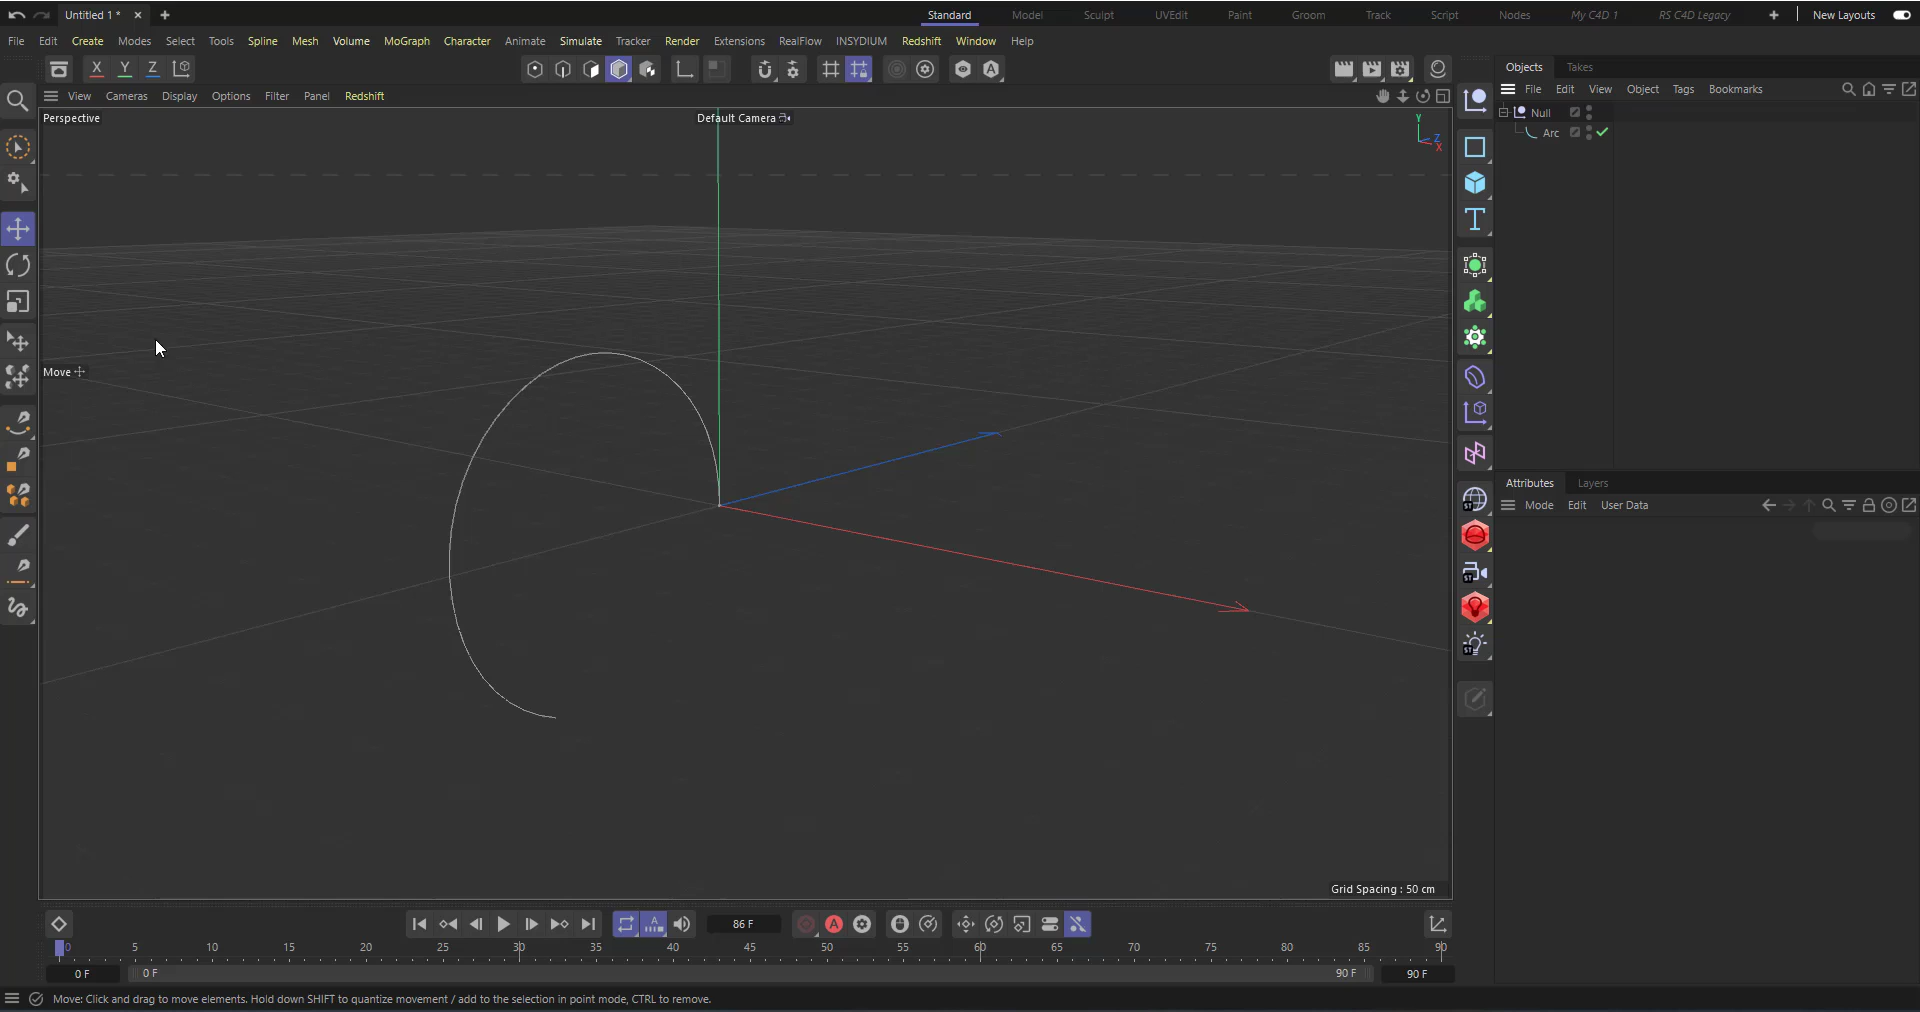 Untitled 1 *
Standard Model Sculpt UVEdit Paint Groom Track Script Nodes My C4D 1 RS C4D Legacy New Layouts
File Edit Create Modes Select Tools Spline Mesh Volume MoGraph Character Animate Simulate Tracker Render Extensions RealFlow INSYDIUM Redshift Window Help
X Y Z
Objects Takes
File Edit View Object Tags Bookmarks
View Cameras Display Options Filter Panel Redshift
Perspective
Default Camera
Y
Z
X
Null
Arc
Move
Attributes Layers
Mode Edit User Data
Grid Spacing : 50 cm
86 F
0 5 10 15 20 25 30 35 40 45 50 55 60 65 70 75 80 85 90
0 F 0 F 90 F 90 F
Move: Click and drag to move elements. Hold down SHIFT to quantize movement / add to the selection in point mode, CTRL to remove.